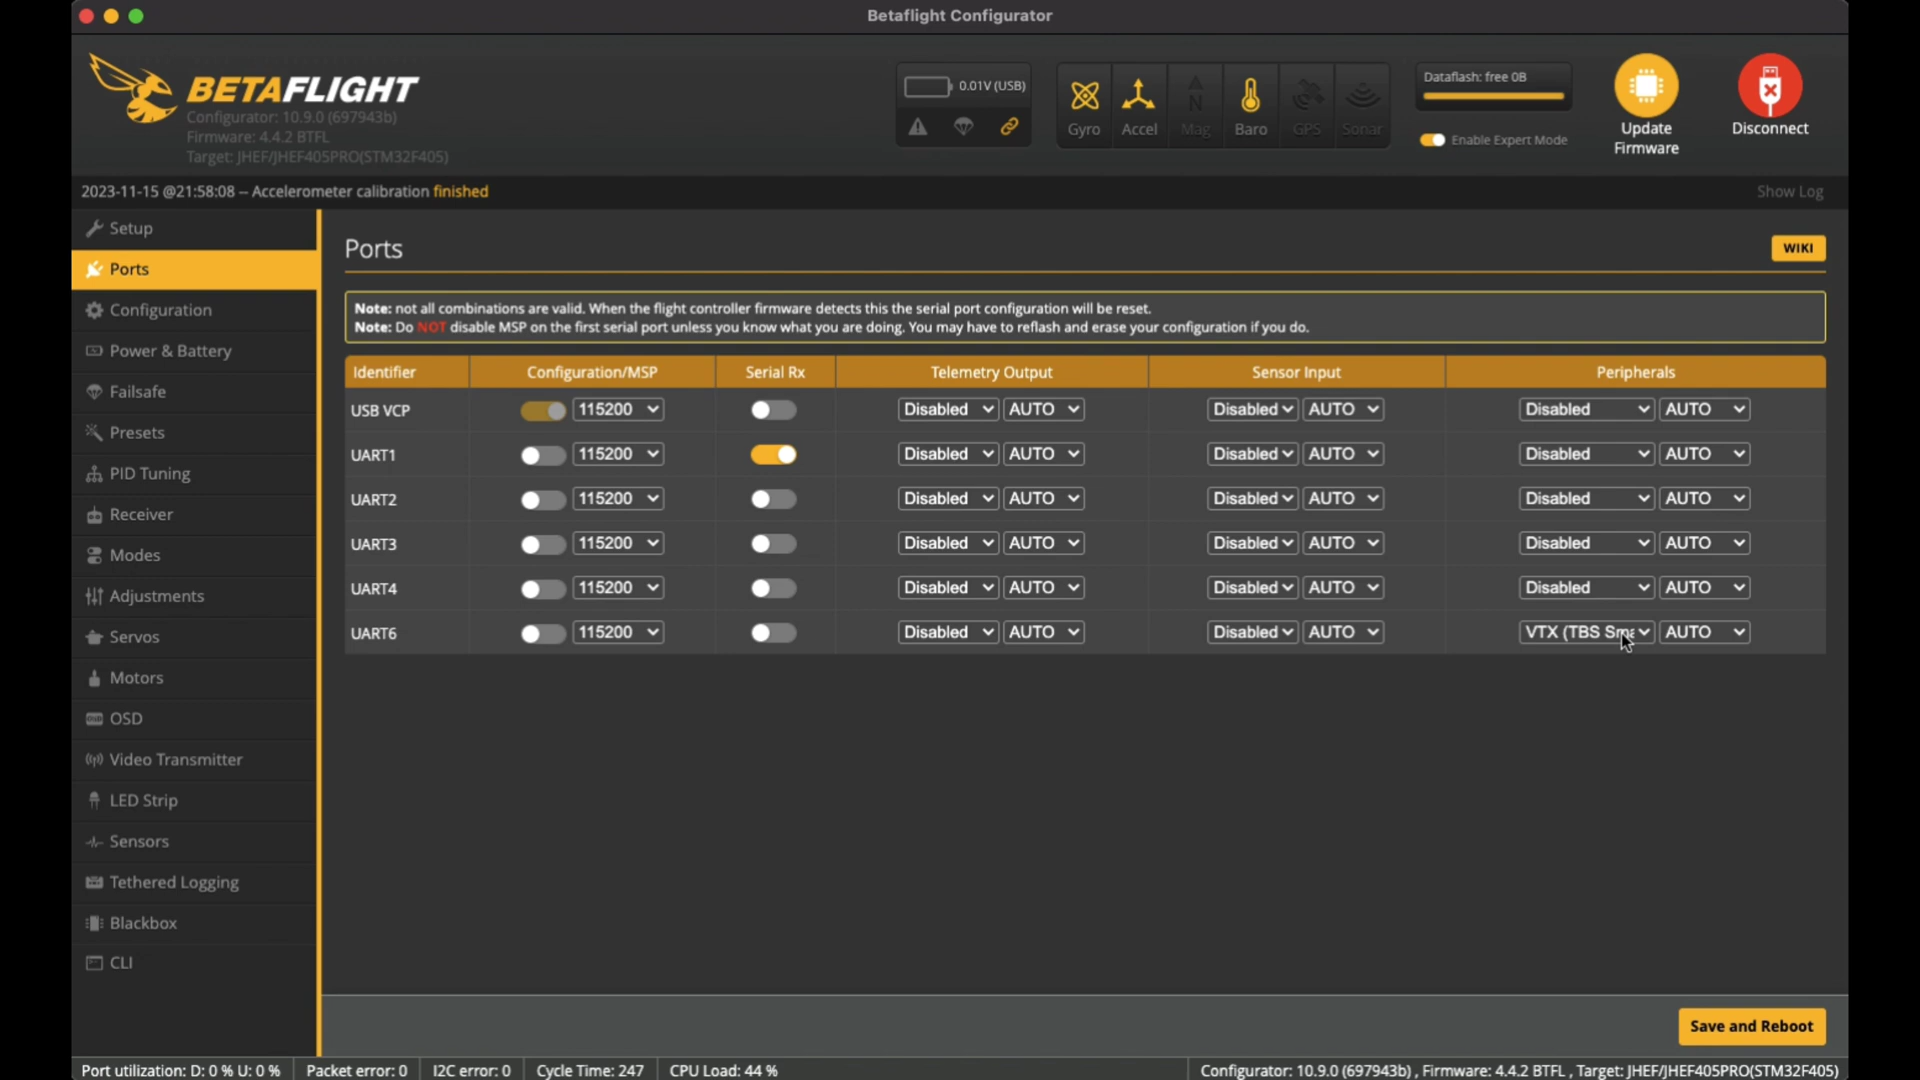 Betaflight Configurator
BETAFLIGHT
Configurator: 10.9.0 (697943b)
Firmware: 4.4.2 BTFL
Target: JHEF/JHEF405PRO(STM32F405)
0.01V (USB)
Gyro Accel Mag Baro GPS Sonar
Dataflash: free 0B
Enable Expert Mode
Update Firmware
Disconnect
2023-11-15 @21:58:08 -- Accelerometer calibration finished
Show Log
Setup
Ports
Configuration
Power & Battery
Failsafe
Presets
PID Tuning
Receiver
Modes
Adjustments
Servos
Motors
OSD
Video Transmitter
LED Strip
Sensors
Tethered Logging
Blackbox
CLI
Ports
WIKI
Note: not all combinations are valid. When the flight controller firmware detects this the serial port configuration will be reset.
Note: Do NOT disable MSP on the first serial port unless you know what you are doing. You may have to reflash and erase your configuration if you do.
Identifier Configuration/MSP Serial Rx Telemetry Output Sensor Input Peripherals
USB VCP 115200 Disabled AUTO Disabled AUTO Disabled AUTO
UART1 115200 Disabled AUTO Disabled AUTO Disabled AUTO
UART2 115200 Disabled AUTO Disabled AUTO Disabled AUTO
UART3 115200 Disabled AUTO Disabled AUTO Disabled AUTO
UART4 115200 Disabled AUTO Disabled AUTO Disabled AUTO
UART6 115200 Disabled AUTO Disabled AUTO VTX (TBS AUTO
Save and Reboot
Port utilization: D: 0 % U: 0 % Packet error: 0 I2C error: 0 Cycle Time: 247 CPU Load: 44 % Configurator: 10.9.0 (697943b) , Firmware: 4.4.2 BTFL , Target: JHEF/JHEF405PRO(STM32F405)